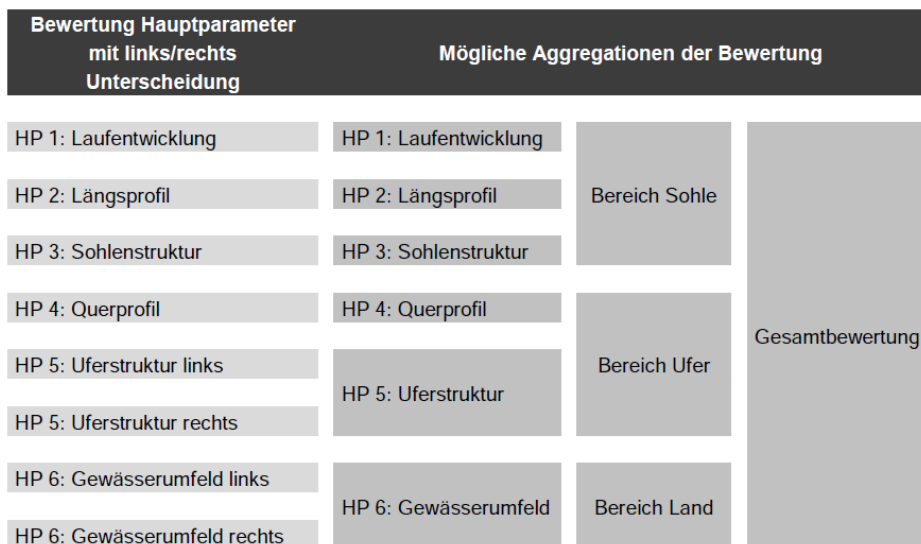 Bewertung Hauptparameter
mit links/rechts
Unterscheidung
Mögliche Aggregationen der Bewertung
HP 1: Laufentwicklung
HP 1: Laufentwicklung
HP 2: Längsprofil
HP 2: Längsprofil
Bereich Sohle
HP 3: Sohlenstruktur
HP 3: Sohlenstruktur
HP 4: Querprofil
HP 4: Querprofil
Gesamtbewertung
HP 5: Uferstruktur links
Bereich Ufer
HP 5: Uferstruktur
HP 5: Uferstruktur rechts
HP 6: Gewässerumfeld links
HP 6: Gewässerumfeld
Bereich Land
HP 6: Gewässerumfeld rechts